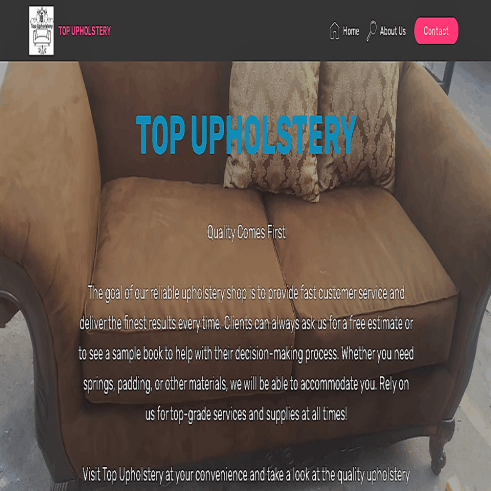 TOP UPHOLSTERY
Home
About Us
Contact
TOP UPHOLSTERY
Quality Comes First
The goal of our reliable upholstery shop is to provide fast customer service and
deliver the finest results every time. Clients can always ask us for a free estimate or
to see a sample book to help with their decision-making process. Whether you need
springs, padding, or other materials, we will be able to accommodate you. Rely on
us for top-grade services and supplies at all times!
Visit Top Upholstery at your convenience and take a look at the quality upholstery